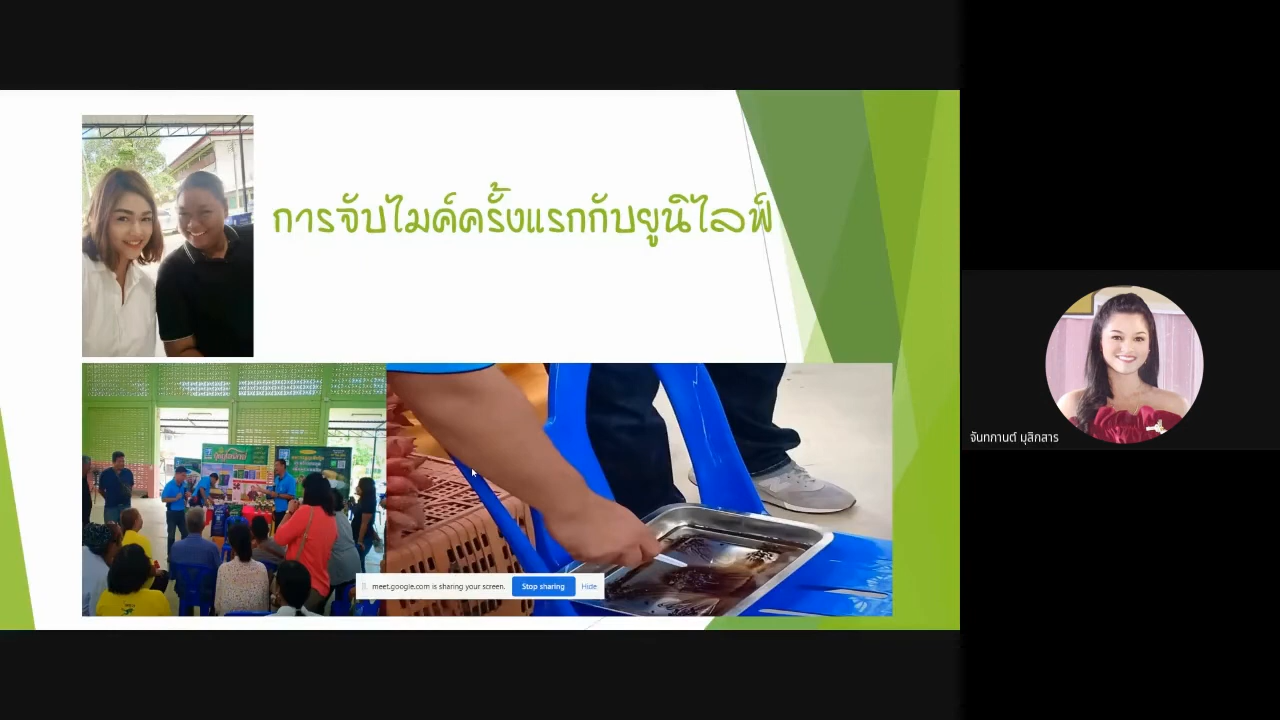 การจับไมค์ครั้งแรกกับยูนิไลฟ์
จันทกานต์ มุสิกสาร
meet.google.com is sharing your screen.
Stop sharing
Hide